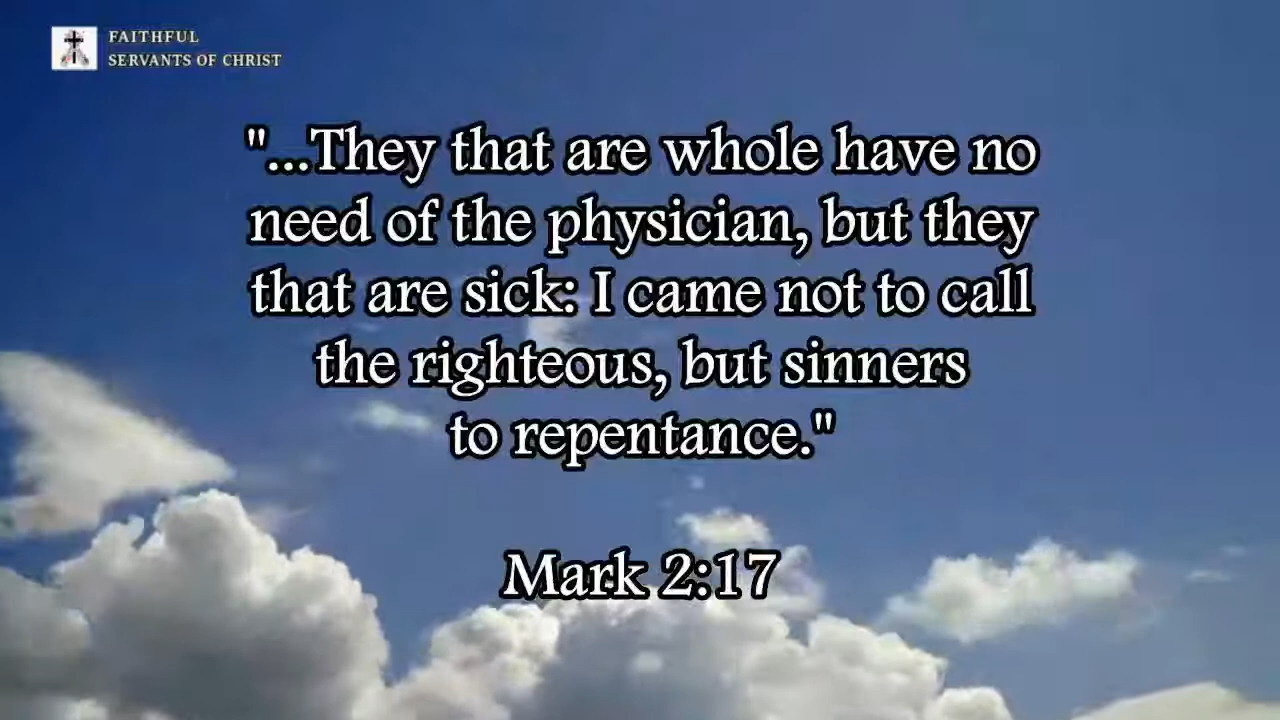 FAITHFUL
SERVANTS OF CHRIST
"...They that are whole have no
need of the physician, but they
that are sick: I came not to call
the righteous, but sinners
to repentance."
Mark 2:17